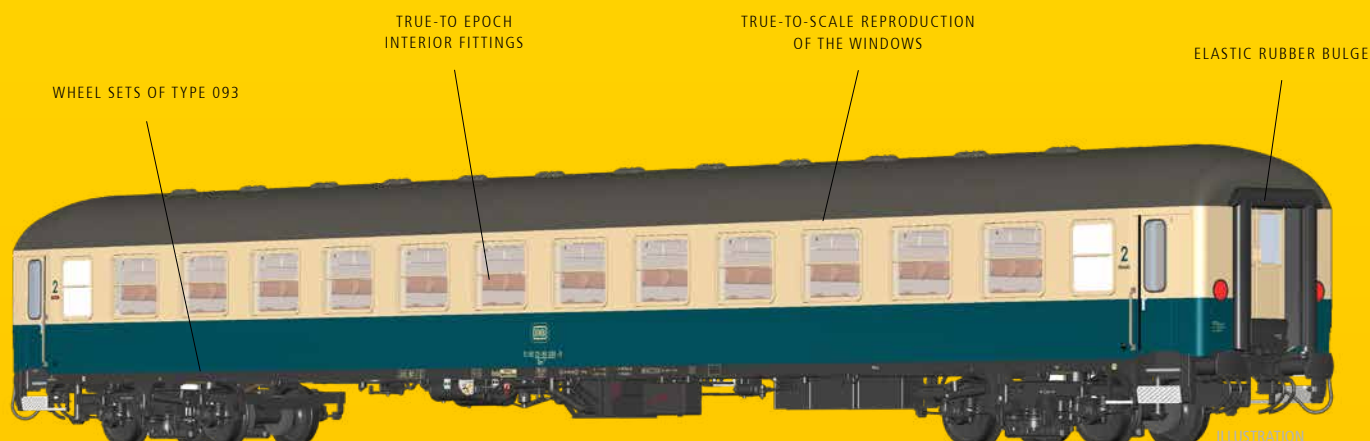 TRUE-TO EPOCH
INTERIOR FITTINGS
TRUE-TO-SCALE REPRODUCTION
OF THE WINDOWS
ELASTIC RUBBER BULGE
WHEEL SETS OF TYPE 093
2
2
DB
ILLUSTRATION